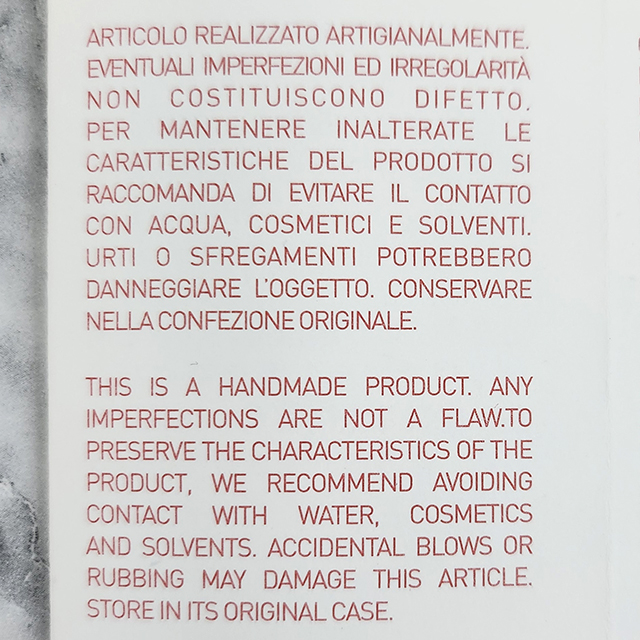 ARTICOLO REALIZZATO ARTIGIANALMENTE.
EVENTUALI IMPERFEZIONI ED IRREGOLARITÀ
NON COSTITUISCONO DIFETTO.
PER MANTENERE INALTERATE LE
CARATTERISTICHE DEL PRODOTTO SI
RACCOMANDA DI EVITARE IL CONTATTO
CON ACQUA, COSMETICI E SOLVENTI.
URTI O SFREGAMENTI POTREBBERO
DANNEGGIARE L'OGGETTO. CONSERVARE
NELLA CONFEZIONE ORIGINALE.
THIS IS A HANDMADE PRODUCT. ANY
IMPERFECTIONS ARE NOT A FLAW.TO
PRESERVE THE CHARACTERISTICS OF THE
PRODUCT, WE RECOMMEND AVOIDING
CONTACT WITH WATER, COSMETICS
AND SOLVENTS. ACCIDENTAL BLOWS OR
RUBBING MAY DAMAGE THIS ARTICLE.
STORE IN ITS ORIGINAL CASE.